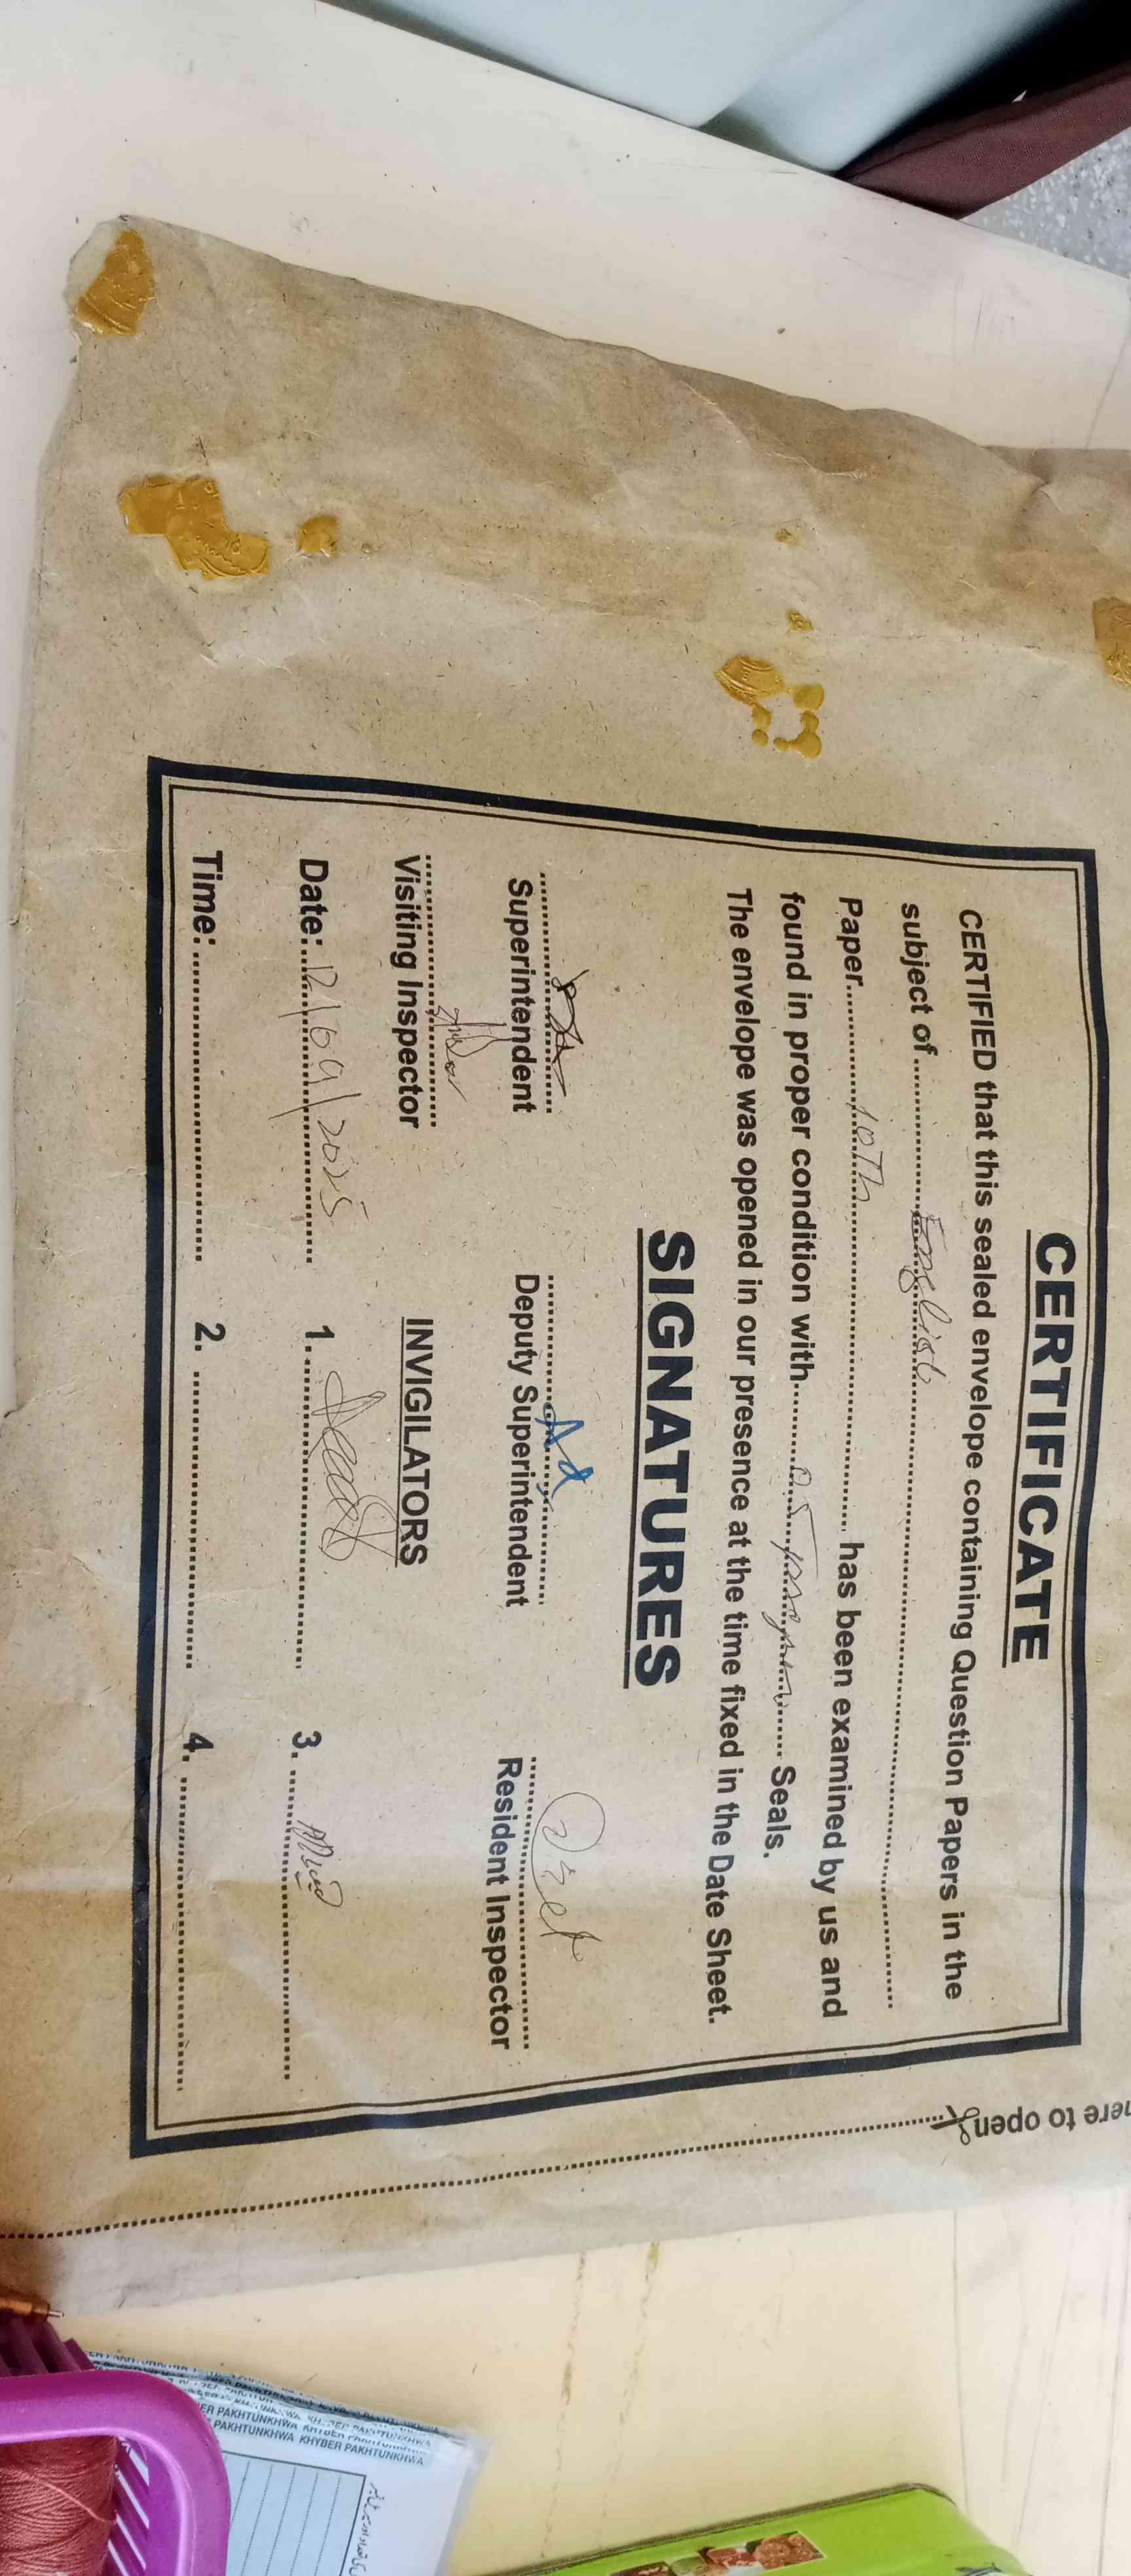 CERTIFICATE
CERTIFIED that this sealed envelope containing Question Papers in the
subject of .......... English ..........
Paper.......... 10Th .......... has been examined by us and
found in proper condition with.......... Seals.
The envelope was opened in our presence at the time fixed in the Date Sheet.
SIGNATURES
Superintendent Deputy Superintendent Resident Inspector
Visiting Inspector
INVIGILATORS
Date: 12/09/2025 1. .......... 3. ..........
Time: .......... 2. .......... 4. ..........
here to open
KHYBER PAKHTUNKHWA
PAKHTUNKHWA KHYBER PAKHTUNKHWA